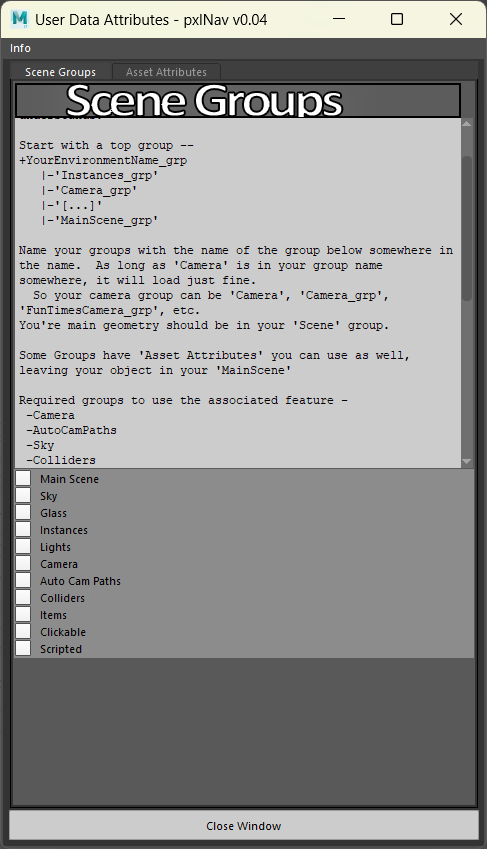 User Data Attributes - pxlNav v0.04
Info
Scene Groups
Asset Attributes
Scene Groups
Start with a top group --
+YourEnvironmentName_grp
|-'Instances_grp'
|-'Camera_grp'
|-'[...]'
|-'MainScene_grp'
Name your groups with the name of the group below somewhere in
the name.  As long as 'Camera' is in your group name
somewhere, it will load just fine.
So your camera group can be 'Camera', 'Camera_grp',
'FunTimesCamera_grp', etc.
You're main geometry should be in your 'Scene' group.
Some Groups have 'Asset Attributes' you can use as well,
leaving your object in your 'MainScene'
Required groups to use the associated feature -
-Camera
-AutoCamPaths
-Sky
-Colliders
Main Scene
Sky
Glass
Instances
Lights
Camera
Auto Cam Paths
Colliders
Items
Clickable
Scripted
Close Window